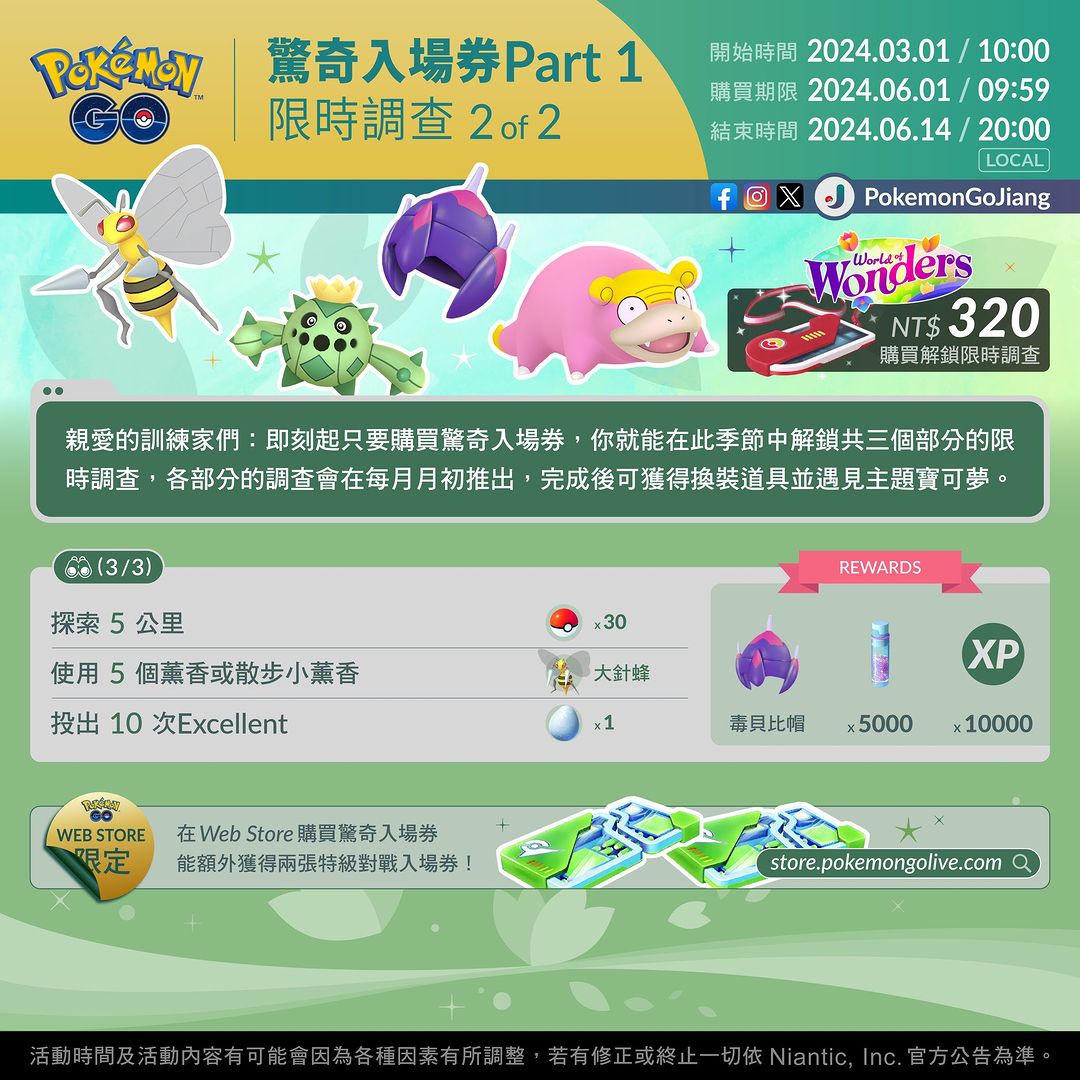 POKéMON GO TM
驚奇入場券Part 1
限時調查 2 of 2
開始時間 2024.03.01 / 10:00
購買期限 2024.06.01 / 09:59
結束時間 2024.06.14 / 20:00
LOCAL
PokemonGoJiang
World of
Wonders
NT$ 320
購買解鎖限時調查
親愛的訓練家們：即刻起只要購買驚奇入場券，你就能在此季節中解鎖共三個部分的限
時調查，各部分的調查會在每月月初推出，完成後可獲得換裝道具並遇見主題寶可夢。
(3/3)
REWARDS
探索 5 公里 x30
使用 5 個薰香或散步小薰香 大針蜂
投出 10 次Excellent x1
XP
毒貝比帽 x5000 x10000
POKéMON GO
WEB STORE
限定
在Web Store購買驚奇入場券
能額外獲得兩張特級對戰入場券！
store.pokemongolive.com
活動時間及活動內容有可能會因為各種因素有所調整，若有修正或終止一切依 Niantic, Inc. 官方公告為準。